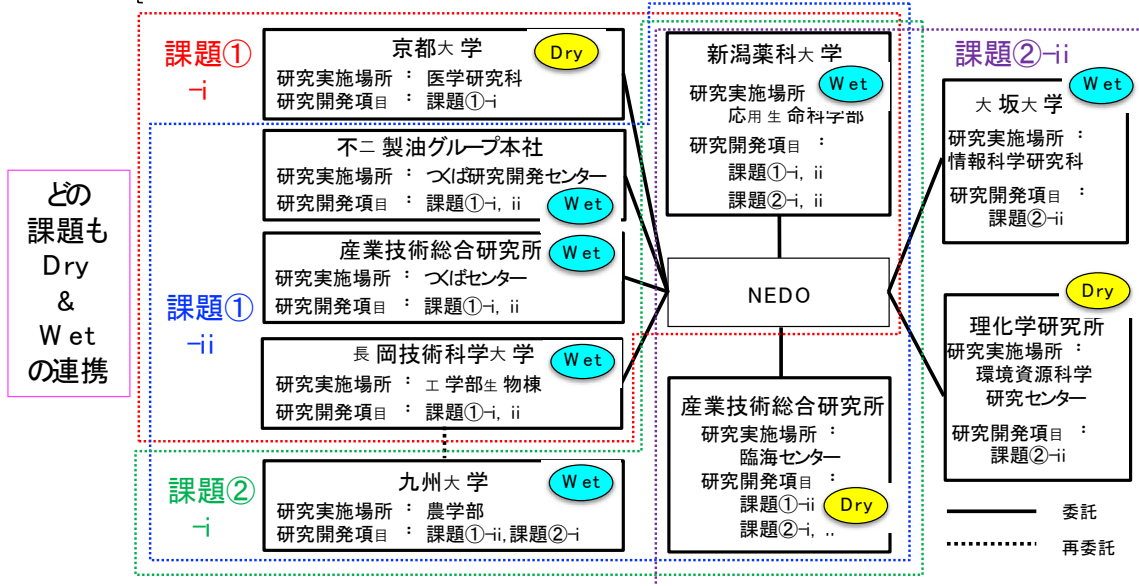 課題①
-i
京都大学
Dry
研究実施場所 : 医学研究科
研究開発項目 : 課題①-i
不二製油グループ本社
研究実施場所 : つくば研究開発センター
研究開発項目 : 課題①-i, ii
Wet
産業技術総合研究所
Wet
研究実施場所 : つくばセンター
研究開発項目 : 課題①-i, ii
課題①
-ii
長岡技術科学大学
Wet
研究実施場所 : 工学部生物棟
研究開発項目 : 課題①-i, ii
課題②
-i
九州大学
Wet
研究実施場所 : 農学部
研究開発項目 : 課題①-ii,課題②-i
どの
課題も
Dry
&
Wet
の連携
新潟薬科大学
Wet
研究実施場所
応用生命科学部
研究開発項目 :
課題①-i, ii
課題②-i, ii
NEDO
産業技術総合研究所
研究実施場所 :
臨海センター
研究開発項目 :
課題①-ii
課題②-i, ii
Dry
課題②-ii
Wet
大坂大学
研究実施場所 :
情報科学研究科
研究開発項目 :
課題②-ii
Dry
理化学研究所
研究実施場所 :
環境資源科学
研究センター
研究開発項目 :
課題②-ii
委託
再委託